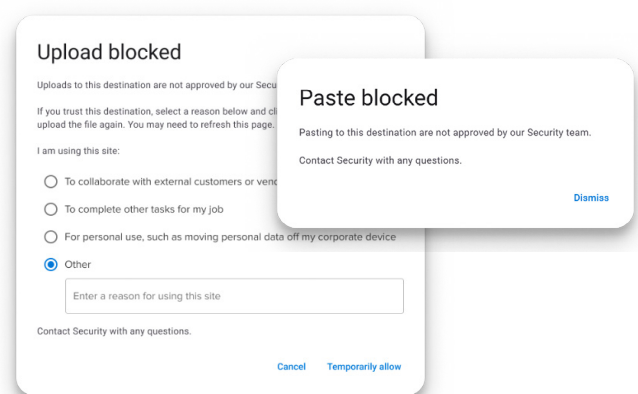 Upload blocked
Uploads to this destination are not approved by our Secu
If you trust this destination, select a reason below and cli
upload the file again. You may need to refresh this page.
I am using this site:
To collaborate with external customers or vend
To complete other tasks for my job
For personal use, such as moving personal data off my corporate device
Other
Enter a reason for using this site
Contact Security with any questions.
Cancel Temporarily allow
Paste blocked
Pasting to this destination are not approved by our Security team.
Contact Security with any questions.
Dismiss